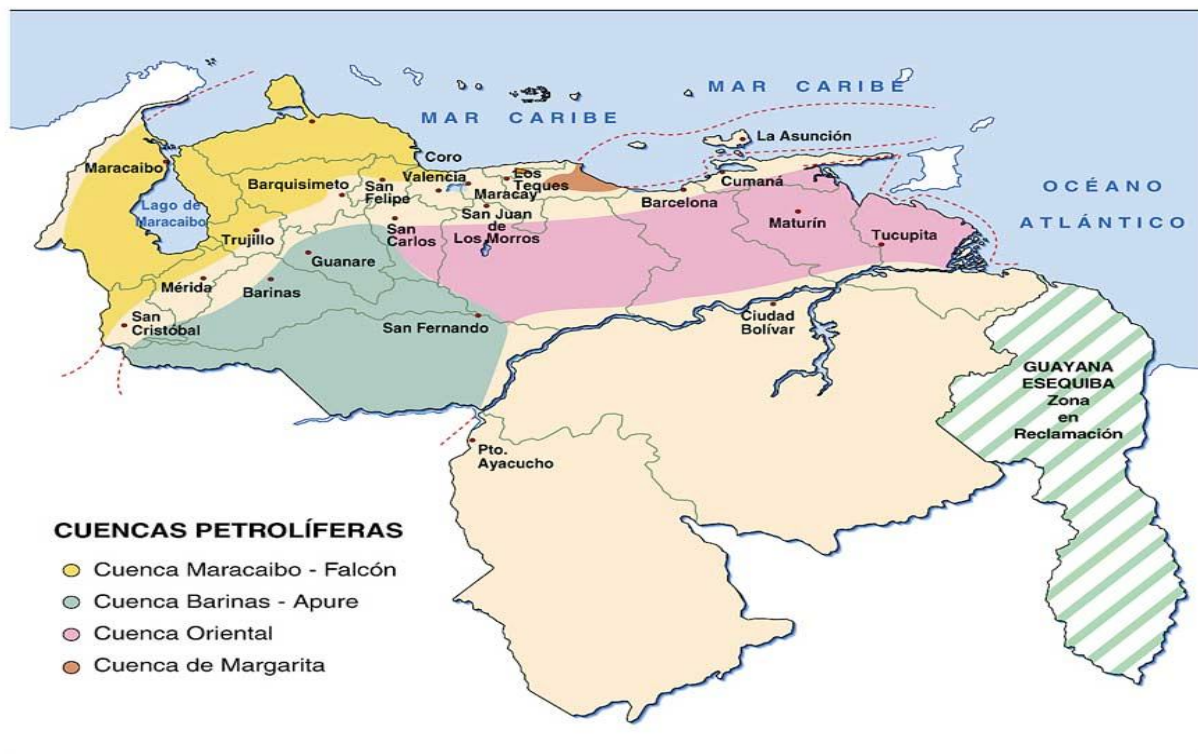 MAR CARIBE
MAR CARIBE
La Asunción
Coro
Maracaibo
Valencia
Los
Teques
Barquisimeto
San
Felipe
Maracay
Cumaná
Barcelona
OCÉANO
ATLÁNTICO
Lago de
Maracaibo
San Juan
de
Los Morros
San
Carlos
Maturín
Trujillo
Tucupita
Guanare
Mérida
Barinas
San
Cristóbal
San Fernando
Ciudad
Bolívar
GUAYANA
ESEQUIBA
Zona
en
Reclamación
Pto.
Ayacucho
CUENCAS PETROLÍFERAS
Cuenca Maracaibo - Falcón
Cuenca Barinas - Apure
Cuenca Oriental
Cuenca de Margarita